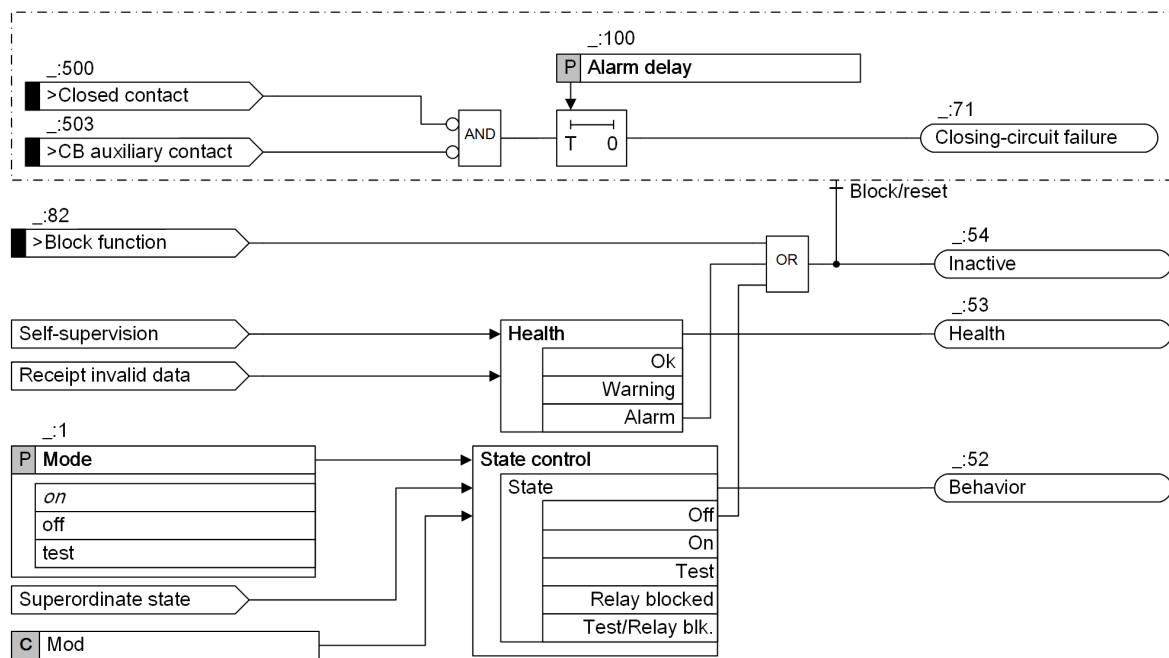 _:100
P Alarm delay
_:500
>Closed contact
_:503
>CB auxiliary contact
AND
T 0
_:71
Closing-circuit failure
Block/reset
_:82
>Block function
OR
_:54
Inactive
_:53
Health
Self-supervision
Receipt invalid data
Health
Ok
Warning
Alarm
_:1
P Mode
on
off
test
Superordinate state
C Mod
State control
State
Off
On
Test
Relay blocked
Test/Relay blk.
_:52
Behavior